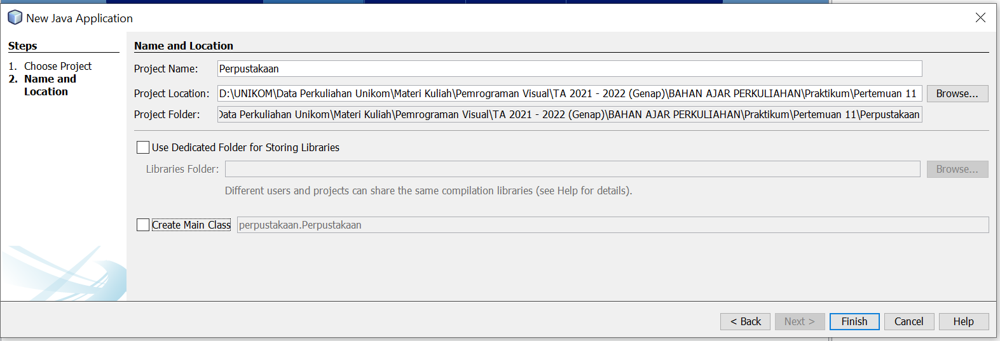 New Java Application
Steps
1. Choose Project
2. Name and
Location
Name and Location
Project Name: Perpustakaan
Project Location: D:\UNIKOM\Data Perkuliahan Unikom\Materi Kuliah\Pemrograman Visual\TA 2021 - 2022 (Genap)\BAHAN AJAR PERKULIAHAN\Praktikum\Pertemuan 11 Browse...
Project Folder: Data Perkuliahan Unikom\Materi Kuliah\Pemrograman Visual\TA 2021 - 2022 (Genap)\BAHAN AJAR PERKULIAHAN\Praktikum\Pertemuan 11\Perpustakaan
Use Dedicated Folder for Storing Libraries
Libraries Folder: Browse...
Different users and projects can share the same compilation libraries (see Help for details).
Create Main Class perpustakaan.Perpustakaan
< Back Next > Finish Cancel Help